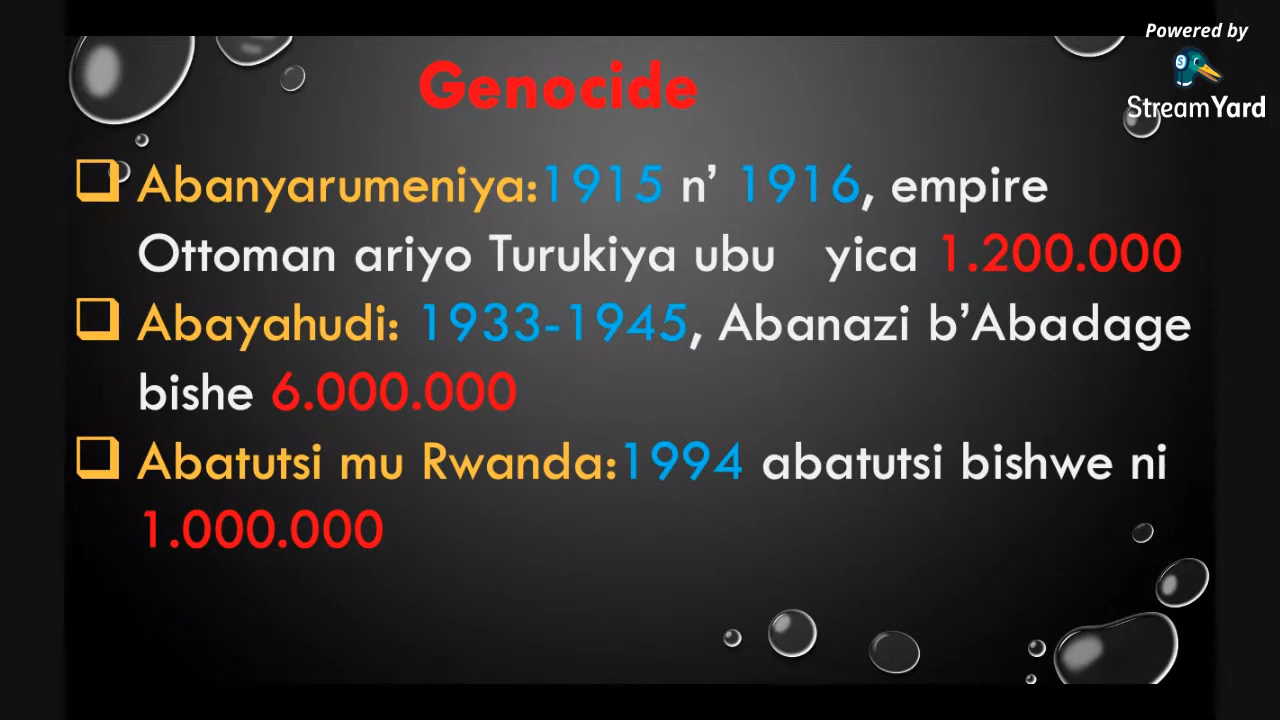 Powered by
StreamYard
Genocide
Abanyarumeniya:1915 n’ 1916, empire
Ottoman ariyo Turukiya ubu yica 1.200.000
Abayahudi: 1933-1945, Abanazi b’Abadage
bishe 6.000.000
Abatutsi mu Rwanda:1994 abatutsi bishwe ni
1.000.000